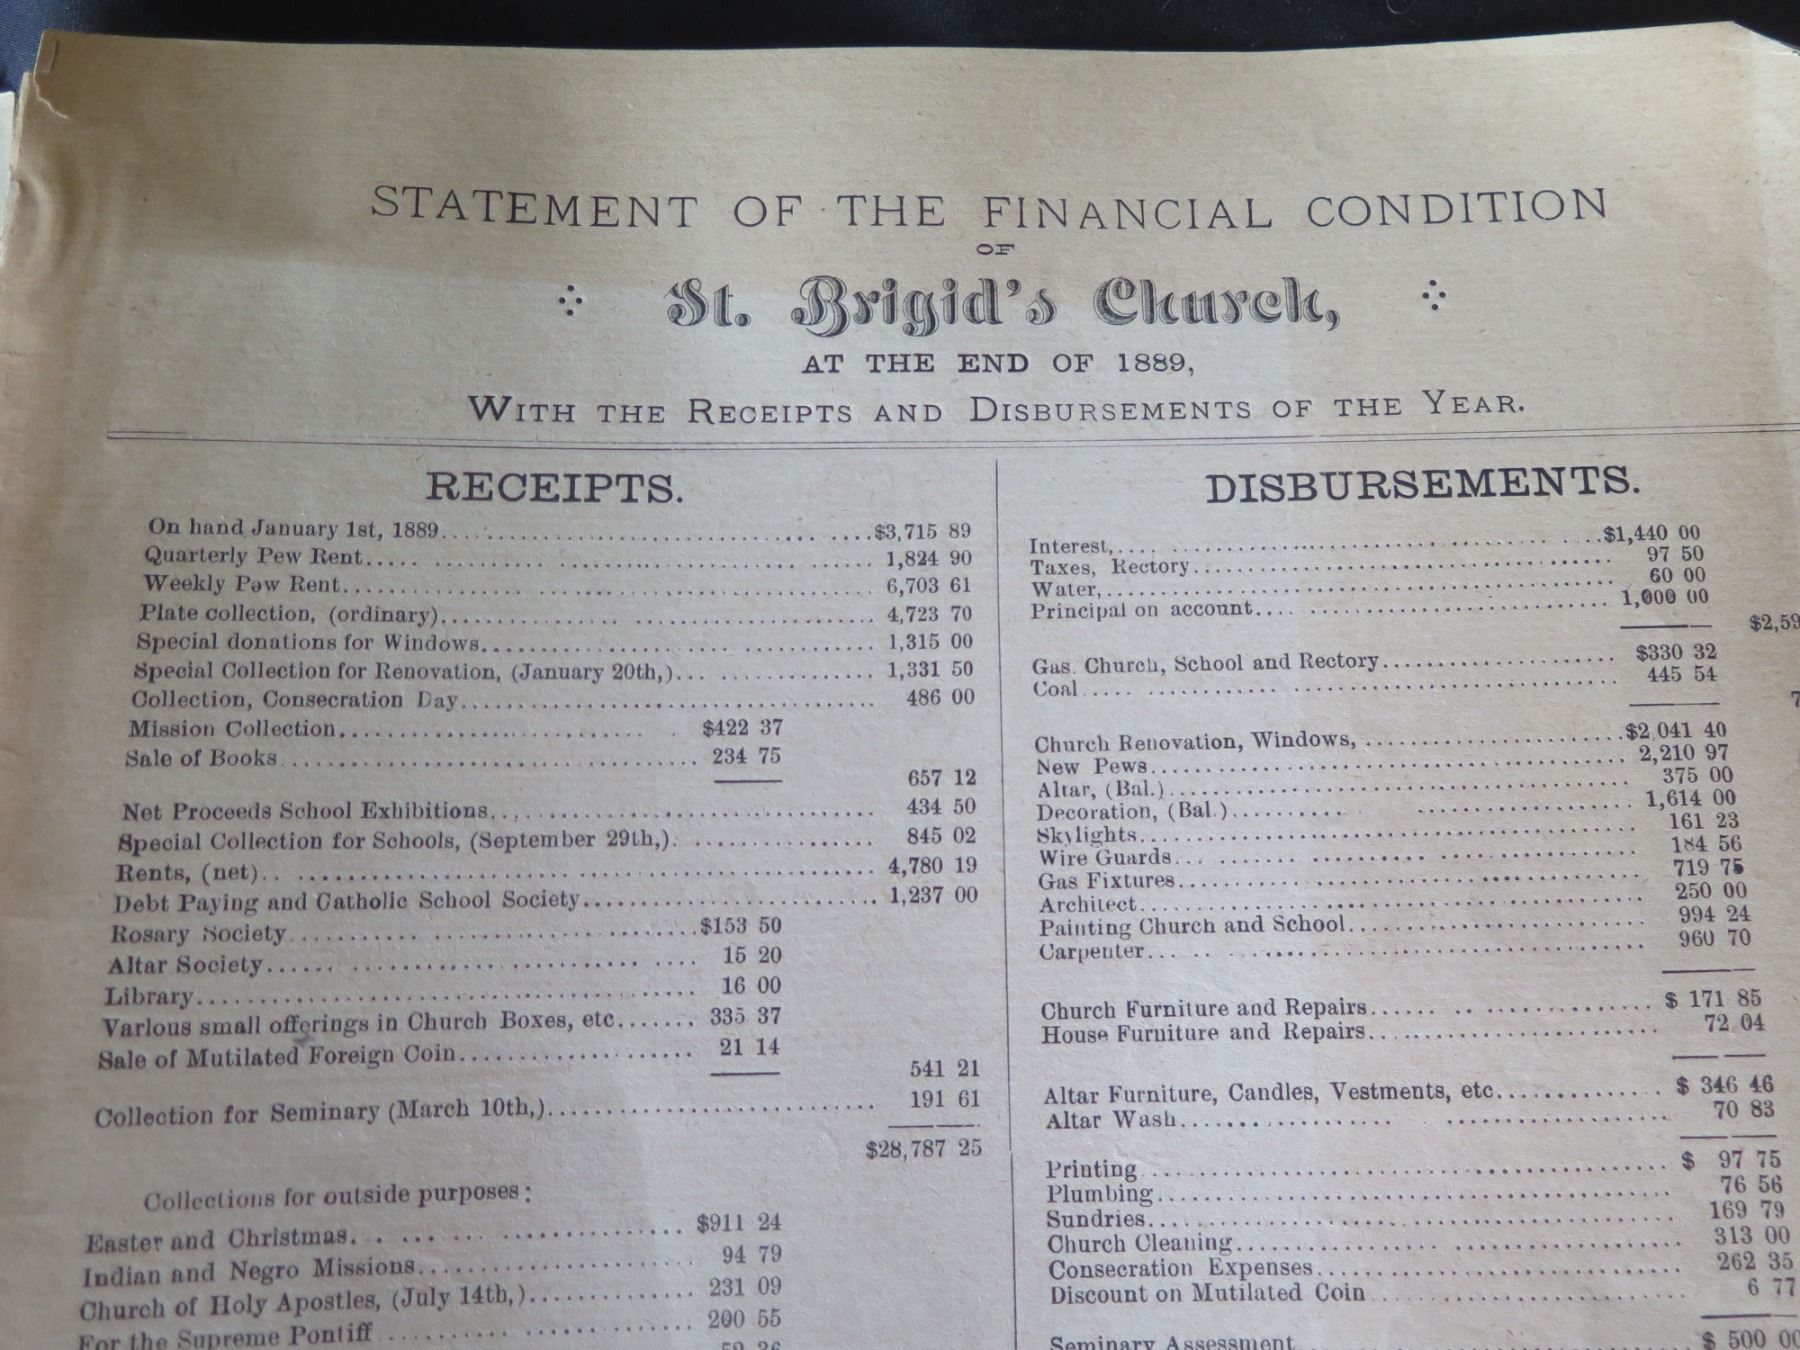 STATEMENT OF THE FINANCIAL CONDITION
OF
St. Brigid's Church,
AT THE END OF 1889,
WITH THE RECEIPTS AND DISBURSEMENTS OF THE YEAR.
RECEIPTS.
On hand January 1st, 1889 $3,715 89
Quarterly Pew Rent 1,824 90
Weekly Pew Rent 6,703 61
Plate collection, (ordinary) 4,723 70
Special donations for Windows 1,315 00
Special Collection for Renovation, (January 20th,) 1,331 50
Collection, Consecration Day 486 00
Mission Collection $422 37
Sale of Books 234 75
657 12
Net Proceeds School Exhibitions 434 50
Special Collection for Schools, (September 29th,) 845 02
Rents, (net) 4,780 19
Debt Paying and Catholic School Society 1,237 00
Rosary Society $153 50
Altar Society 15 20
Library 16 00
Various small offerings in Church Boxes, etc 335 37
Sale of Mutilated Foreign Coin 21 14
541 21
Collection for Seminary (March 10th,) 191 61
$28,787 25
Collections for outside purposes:
Easter and Christmas $911 24
Indian and Negro Missions 94 79
Church of Holy Apostles, (July 14th,) 231 09
For the Supreme Pontiff 200 55
DISBURSEMENTS.
Interest, $1,440 00
Taxes, Rectory 97 50
Water, 60 00
Principal on account 1,000 00
$2,59
Gas. Church, School and Rectory $330 32
Coal 445 54
7
Church Renovation, Windows, $2,041 40
New Pews 2,210 97
Altar, (Bal.) 375 00
Decoration, (Bal.) 1,614 00
Skylights 161 23
Wire Guards 184 56
Gas Fixtures 719 75
Architect 250 00
Painting Church and School 994 24
Carpenter 960 70
Church Furniture and Repairs $ 171 85
House Furniture and Repairs 72 04
Altar Furniture, Candles, Vestments, etc $ 346 46
Altar Wash 70 83
Printing $ 97 75
Plumbing 76 56
Sundries 169 79
Church Cleaning 313 00
Consecration Expenses 262 35
Discount on Mutilated Coin 6 77
Seminary Assessment $ 500 00